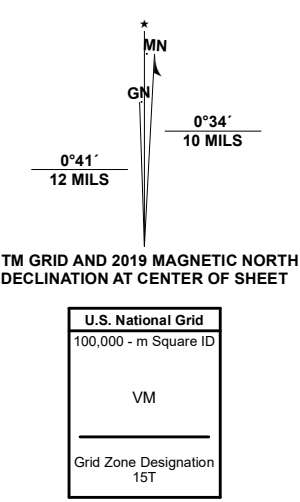 ★
MN
GN
0°34´
10 MILS
0°41´
12 MILS
TM GRID AND 2019 MAGNETIC NORTH
DECLINATION AT CENTER OF SHEET
U.S. National Grid
100,000 - m Square ID
VM
Grid Zone Designation
15T